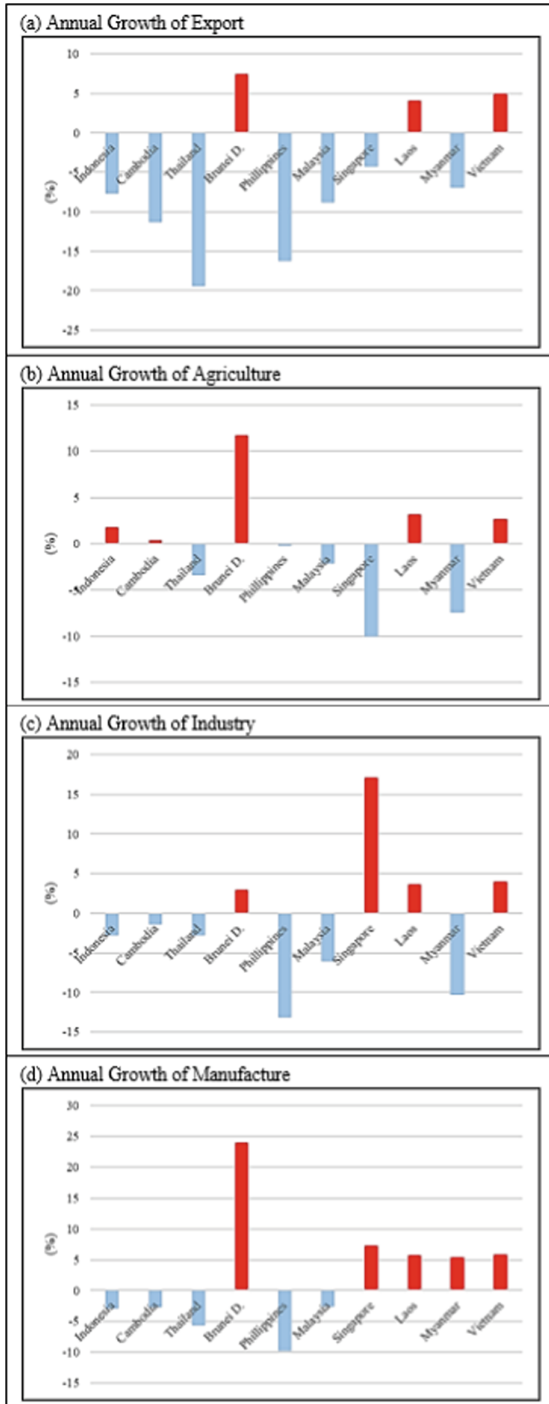 (a) Annual Growth of Export
10
5
0
-5
-10
-15
-20
-25
(%)
Indonesia
Cambodia
Thailand
Brunei D.
Phillippines
Malaysia
Singapore
Laos
Myanmar
Vietnam
(b) Annual Growth of Agriculture
15
10
5
0
-5
-10
-15
(%)
Indonesia
Cambodia
Thailand
Brunei D.
Phillippines
Malaysia
Singapore
Laos
Myanmar
Vietnam
(c) Annual Growth of Industry
20
15
10
5
0
-5
-10
-15
(%)
Indonesia
Cambodia
Thailand
Brunei D.
Phillippines
Malaysia
Singapore
Laos
Myanmar
Vietnam
(d) Annual Growth of Manufacture
30
25
20
15
10
5
0
-5
-10
-15
(%)
Indonesia
Cambodia
Thailand
Brunei D.
Phillippines
Malaysia
Singapore
Laos
Myanmar
Vietnam